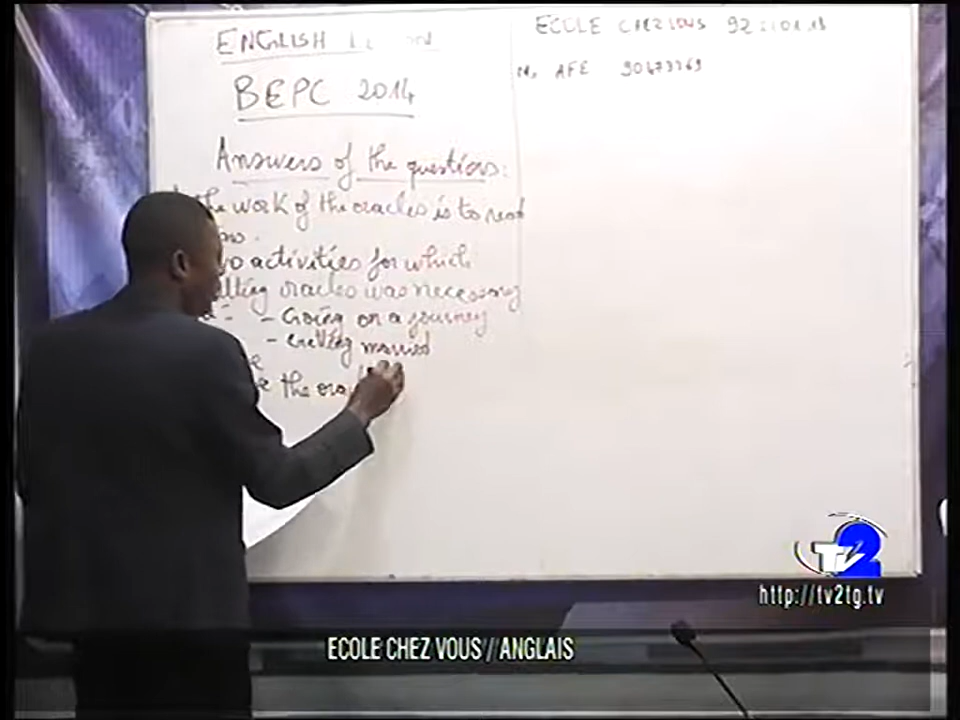 ENGLISH
BEPC 2014
Answers of the questions:
the work of the oracles is to read
activities for which
oracles was necessary
- Going on a journey
- Getting married
the
ECOLE CHEZ VOUS
M. AFE 90473369
TV2
http://tv2tg.tv
ECOLE CHEZ VOUS // ANGLAIS